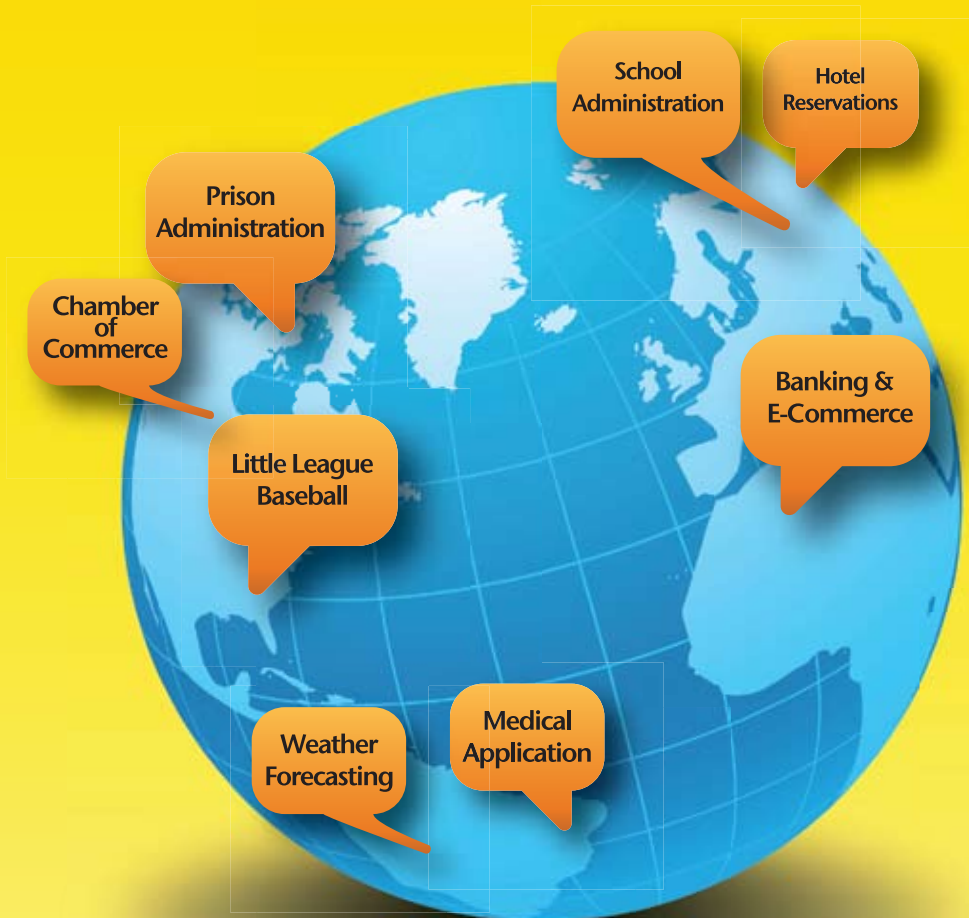 School
Administration
Hotel
Reservations
Prison
Administration
Chamber
of
Commerce
Banking &
E-Commerce
Little League
Baseball
Weather
Forecasting
Medical
Application